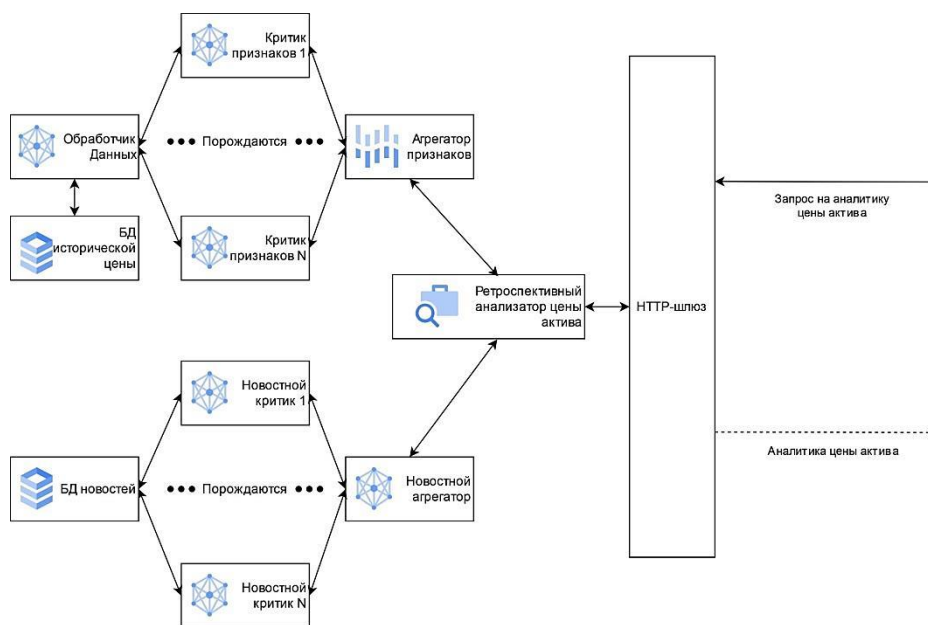 Критик
признаков 1
Обработчик
Данных
••• Порождаются •••
Агрегатор
признаков
БД
исторической
цены
Критик
признаков N
Ретроспективный
анализатор цены
актива
HTTP-шлюз
Запрос на аналитику
цены актива
Новостной
критик 1
БД новостей
••• Порождаются •••
Новостной
агрегатор
Новостной
критик N
Аналитика цены актива